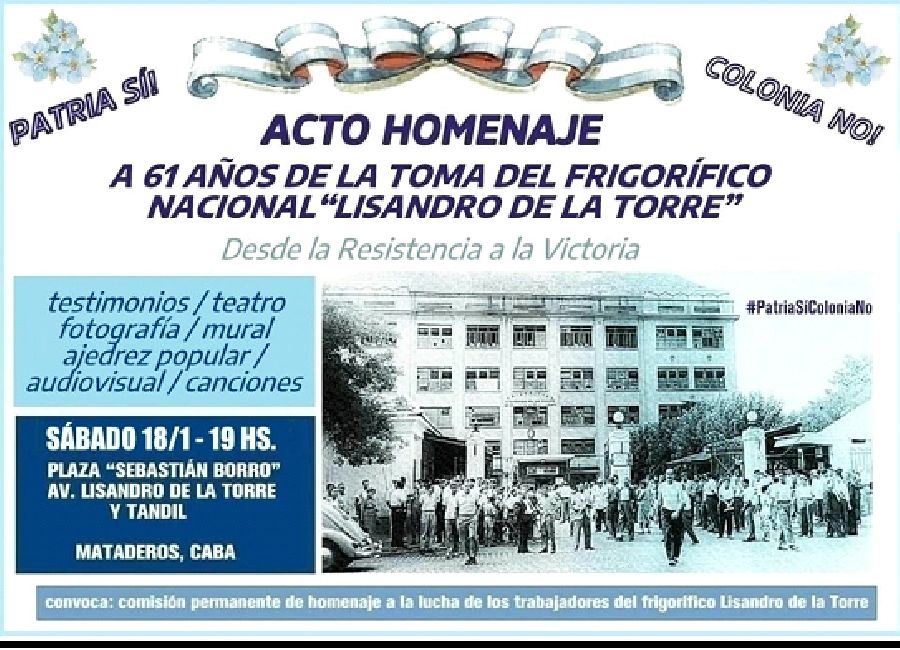 PATRIA SÍ!
COLONIA NO!
ACTO HOMENAJE
A 61 AÑOS DE LA TOMA DEL FRIGORÍFICO
NACIONAL “LISANDRO DE LA TORRE”
Desde la Resistencia a la Victoria
testimonios / teatro
fotografía / mural
ajedrez popular /
audiovisual / canciones
#PatriaSíColoniaNo
SÁBADO 18/1 - 19 HS.
PLAZA “SEBASTIÁN BORRO”
AV. LISANDRO DE LA TORRE
Y TANDIL
MATADEROS, CABA
convoca: comisión permanente de homenaje a la lucha de los trabajadores del frigorífico Lisandro de la Torre